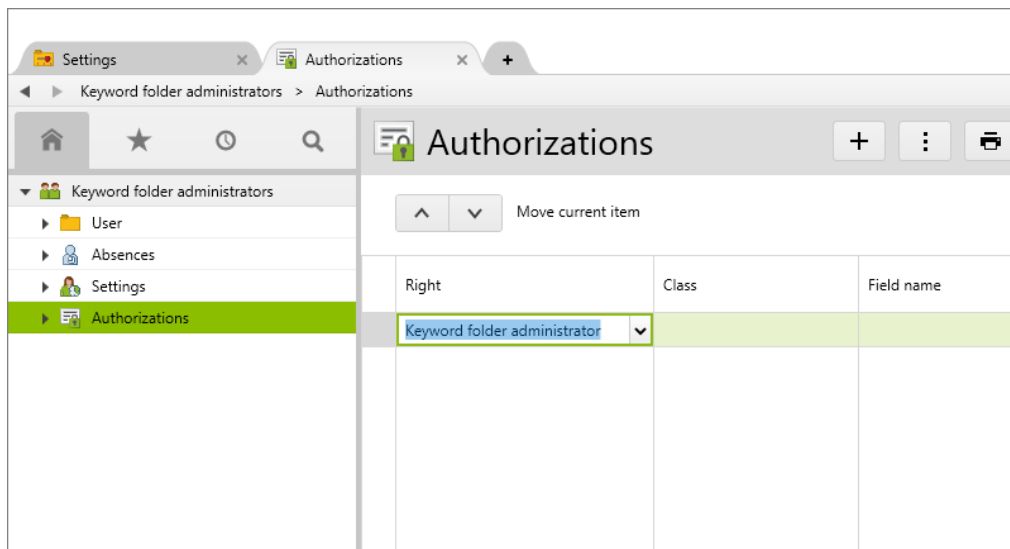 Settings
Authorizations
Keyword folder administrators > Authorizations
Authorizations
Keyword folder administrators
User
Absences
Settings
Authorizations
Move current item
Right Class Field name
Keyword folder administrator